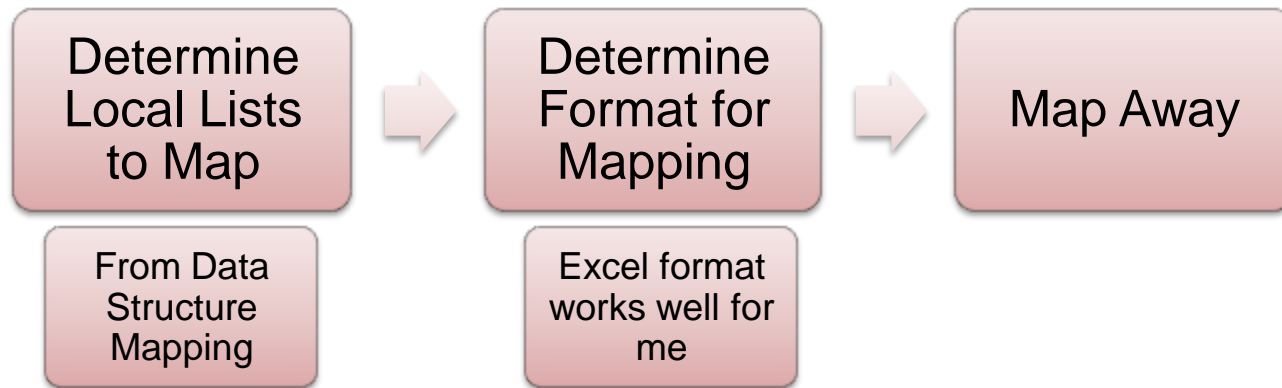 Determine
Local Lists
to Map
From Data
Structure
Mapping
Determine
Format for
Mapping
Excel format
works well for
me
Map Away